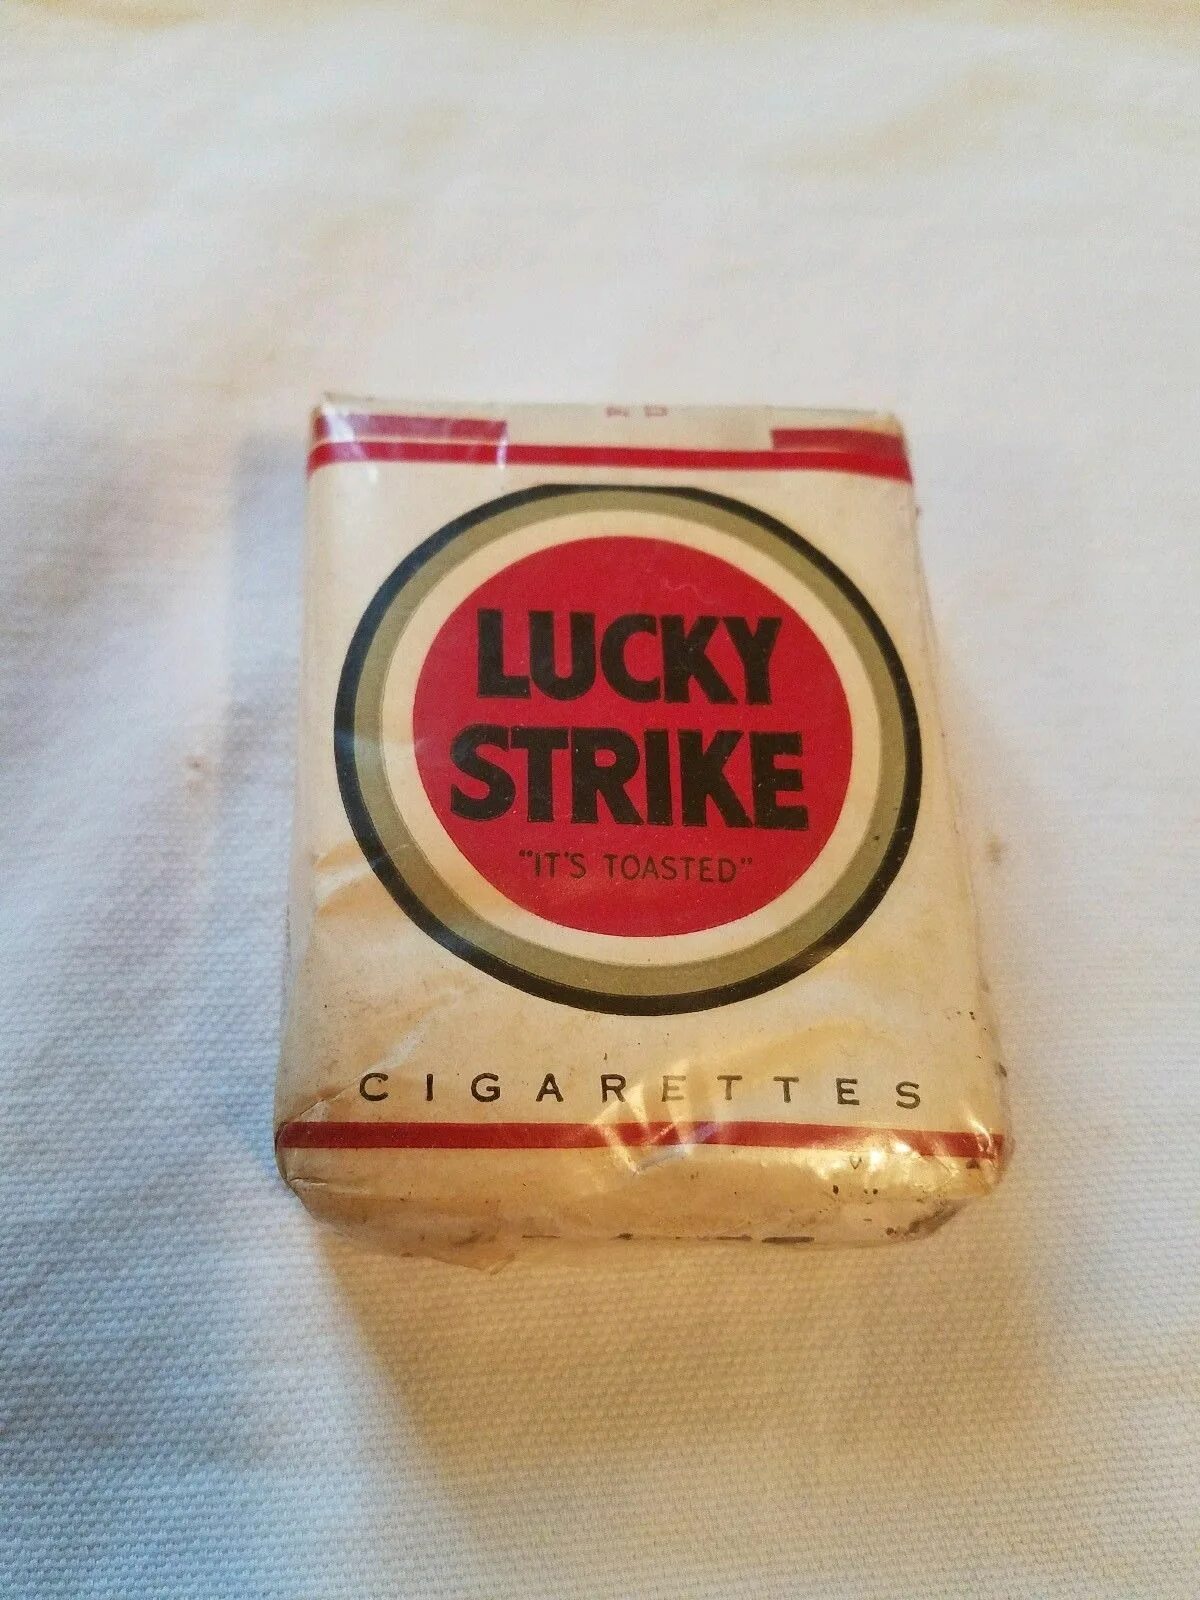 LUCKY
STRIKE
"IT'S TOASTED"
CIGARETTES